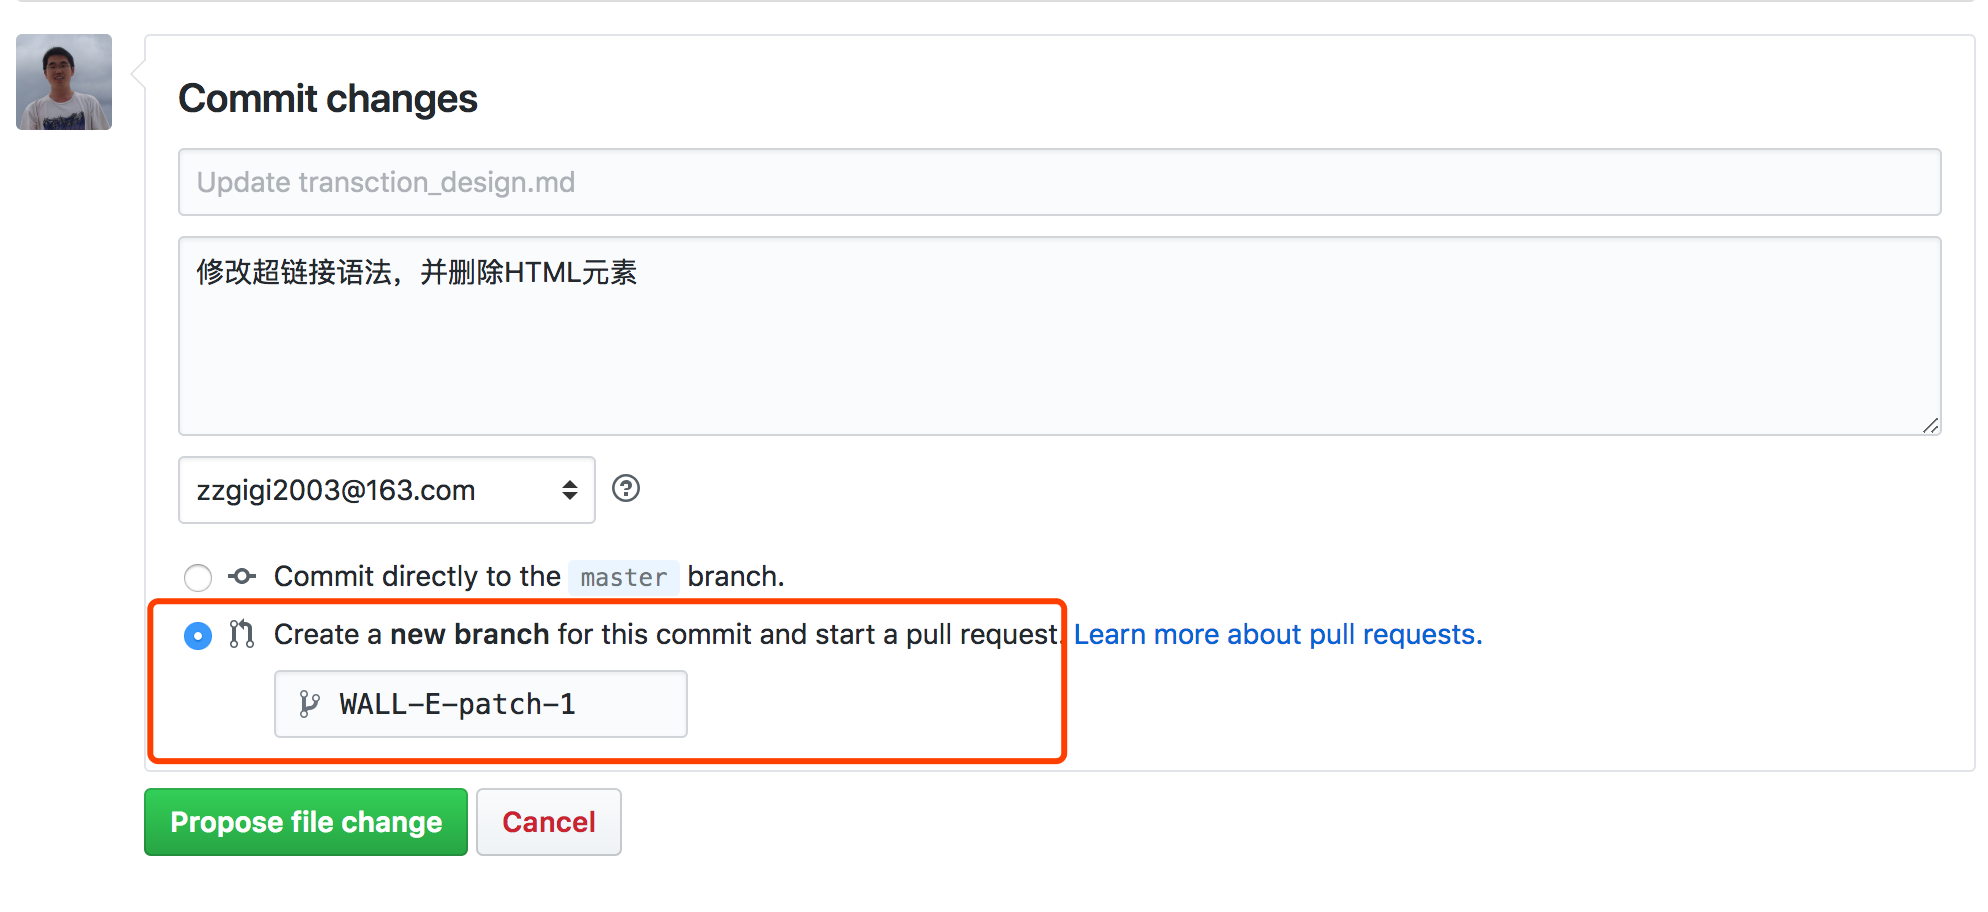 Commit changes
Update transction_design.md
修改超链接语法，并删除HTML元素
zzgigi2003@163.com
Commit directly to the master branch.
Create a new branch for this commit and start a pull request. Learn more about pull requests.
WALL-E-patch-1
Propose file change Cancel